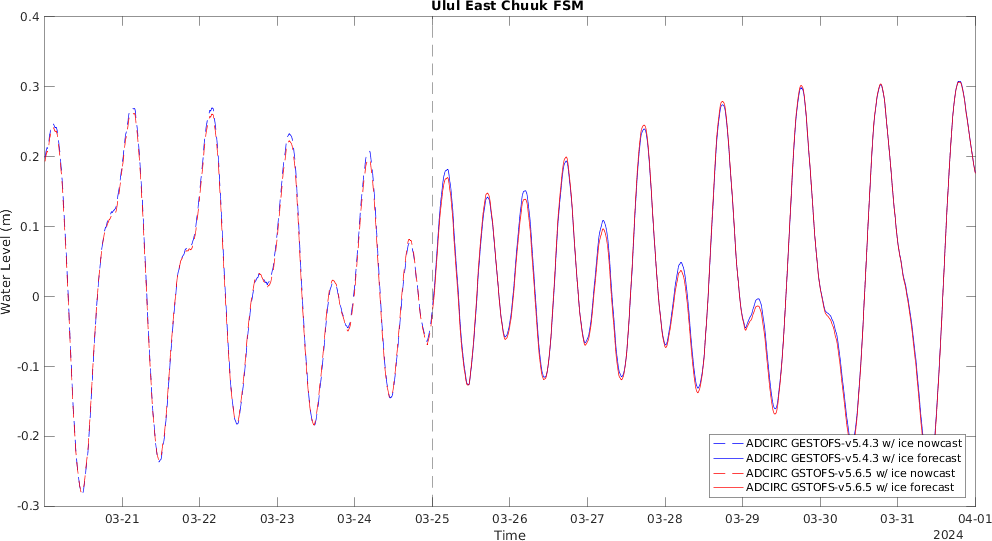 Ulul East Chuuk FSM
0.4
0.3
0.2
0.1
0
-0.1
-0.2
-0.3
Water Level (m)
ADCIRC GESTOFS-v5.4.3 w/ ice nowcast
ADCIRC GESTOFS-v5.4.3 w/ ice forecast
ADCIRC GSTOFS-v5.6.5 w/ ice nowcast
ADCIRC GSTOFS-v5.6.5 w/ ice forecast
03-21 03-22 03-23 03-24 03-25 03-26 03-27 03-28 03-29 03-30 03-31 04-01
Time
2024